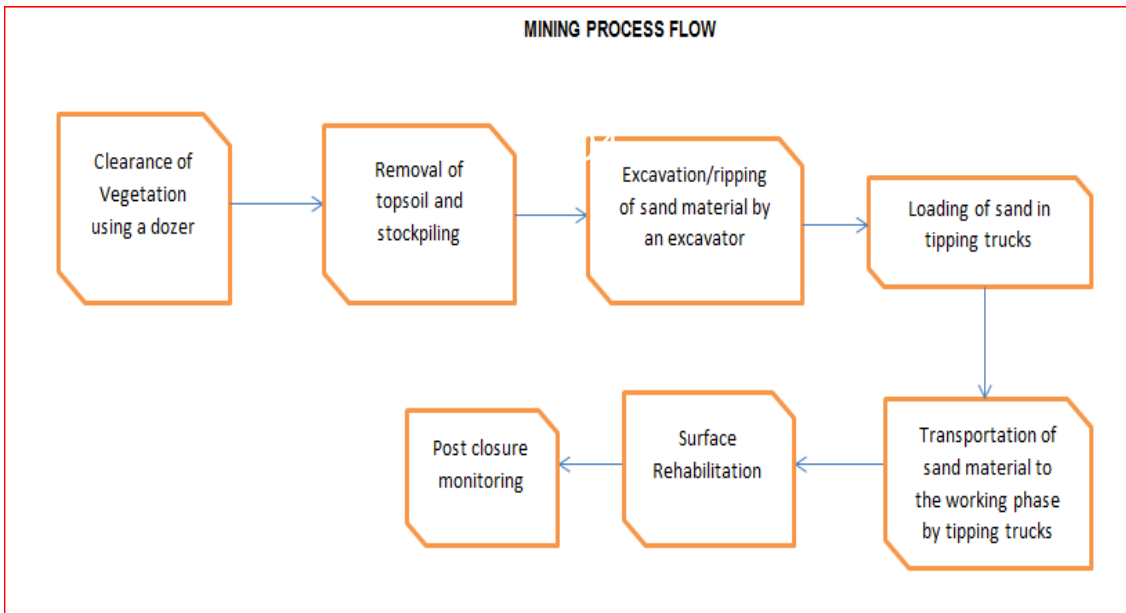 MINING PROCESS FLOW
Clearance of
Vegetation
using a dozer
Removal of
topsoil and
stockpiling
Excavation/ripping
of sand material by
an excavator
Loading of sand in
tipping trucks
Transportation of
sand material to
the working phase
by tipping trucks
Surface
Rehabilitation
Post closure
monitoring